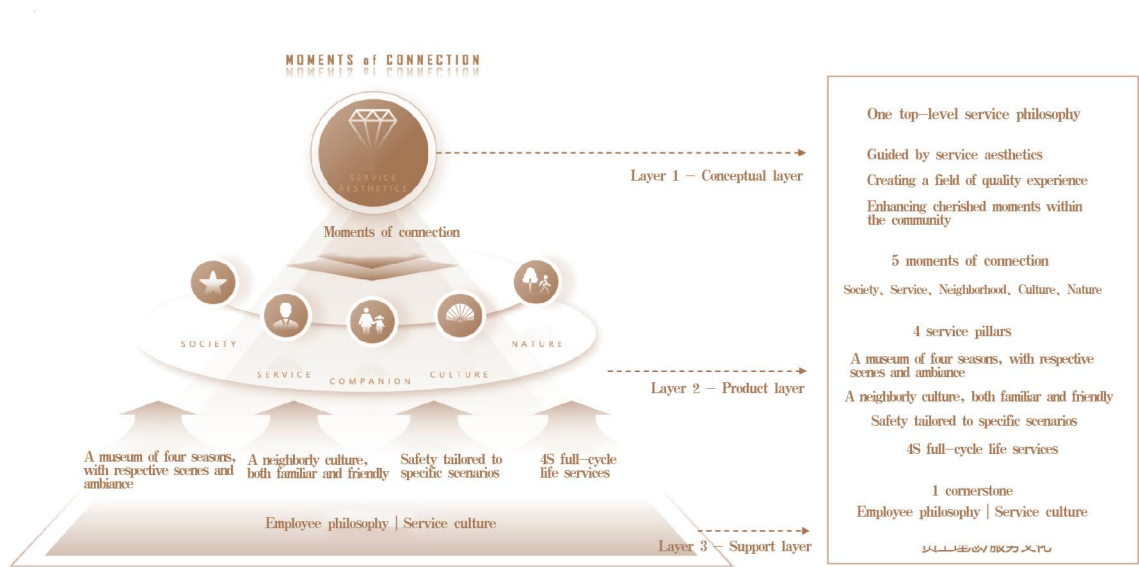 MOMENTS of CONNECTION
SERVICE
AESTHETICS
Layer 1 - Conceptual layer
Moments of connection
SOCIETY
SERVICE
COMPANION
CULTURE
NATURE
Layer 2 - Product layer
A museum of four seasons,
with respective scenes and
ambiance
A neighborly culture,
both familiar and friendly
Safety tailored to
specific scenarios
4S full-cycle
life services
Employee philosophy | Service culture
Layer 3 - Support layer
One top-level service philosophy
Guided by service aesthetics
Creating a field of quality experience
Enhancing cherished moments within
the community
5 moments of connection
Society、Service、Neighborhood、Culture、Nature
4 service pillars
A museum of four seasons, with respective
scenes and ambiance
A neighborly culture, both familiar and friendly
Safety tailored to specific scenarios
4S full-cycle life services
1 cornerstone
Employee philosophy | Service culture